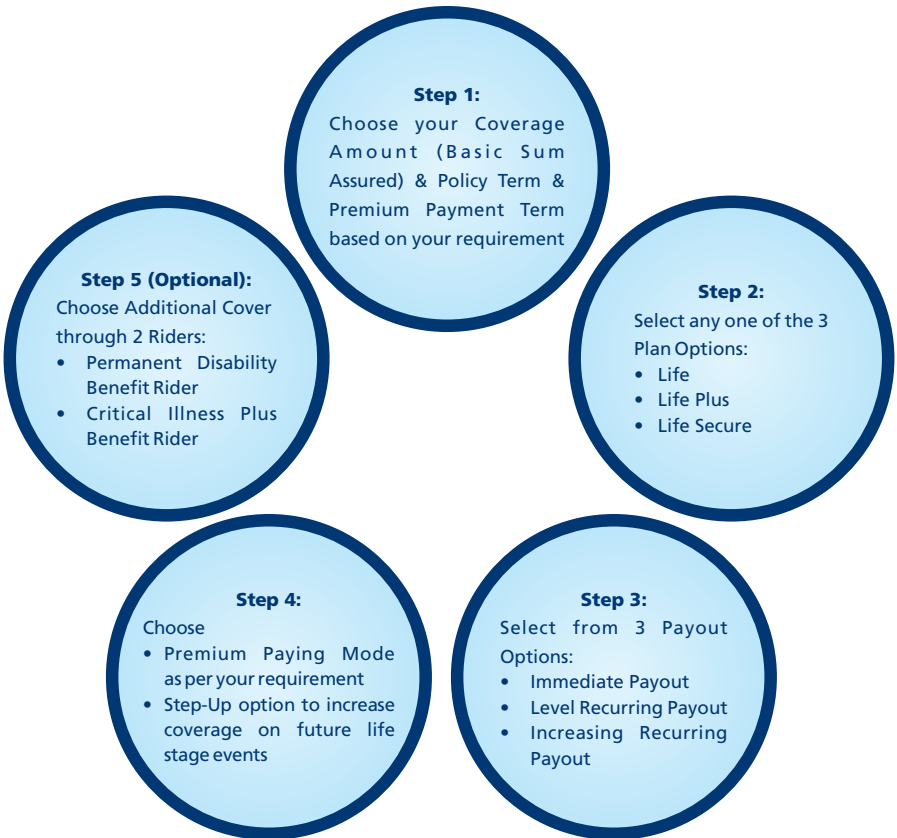 Step 1:
Choose your Coverage
Amount (Basic Sum
Assured) & Policy Term &
Premium Payment Term
based on your requirement
Step 2:
Select any one of the 3
Plan Options:
• Life
• Life Plus
• Life Secure
Step 3:
Select from 3 Payout
Options:
• Immediate Payout
• Level Recurring Payout
• Increasing Recurring
Payout
Step 4:
Choose
• Premium Paying Mode
as per your requirement
• Step-Up option to increase
coverage on future life
stage events
Step 5 (Optional):
Choose Additional Cover
through 2 Riders:
• Permanent Disability
Benefit Rider
• Critical Illness Plus
Benefit Rider